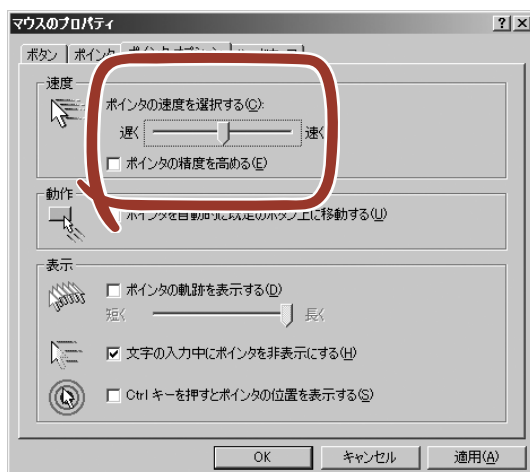 マウスのプロパティ
ボタン ポインタ
速度
ポインタの速度を選択する(C):
遅く 速く
ポインタの精度を高める(E)
動作
ポインタを自動的に既定のボタン上に移動する(U)
表示
ポインタの軌跡を表示する(D)
短く 長く
文字の入力中にポインタを非表示にする(H)
Ctrl キーを押すとポインタの位置を表示する(S)
OK キャンセル 適用(A)